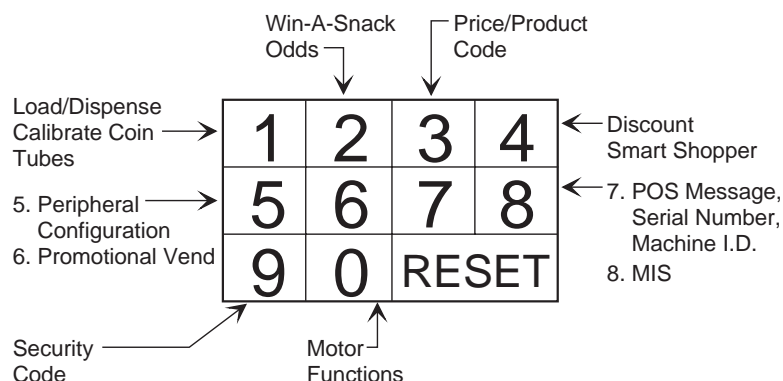 Win-A-Snack
Odds
Price/Product
Code
Load/Dispense
Calibrate Coin
Tubes
1 2 3 4
Discount
Smart Shopper
5. Peripheral
Configuration
6. Promotional Vend
5 6 7 8
7. POS Message,
Serial Number,
Machine I.D.
8. MIS
9 0 RESET
Security
Code
Motor
Functions